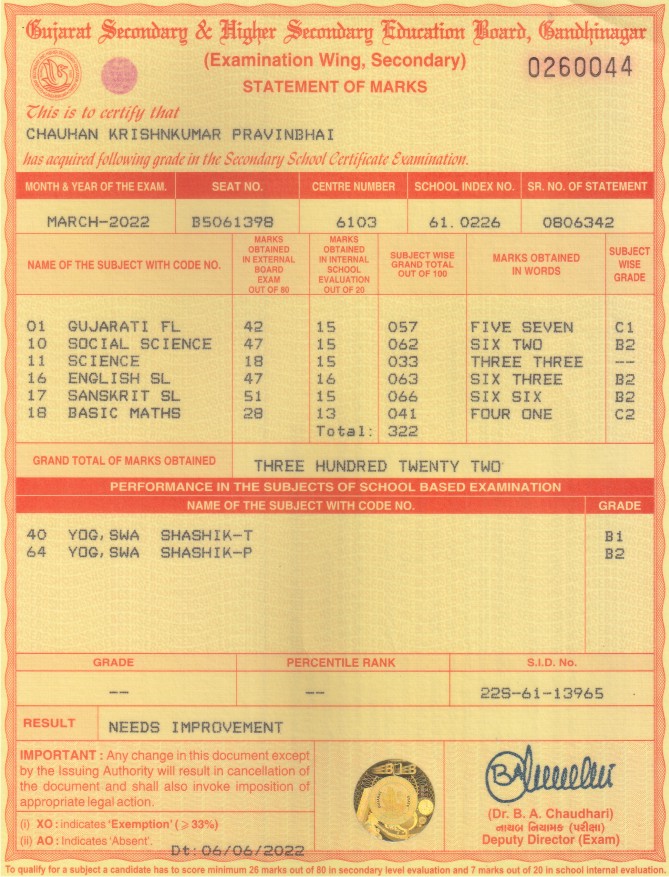 Gujarat Secondary & Higher Secondary Education Board, Gandhinagar
(Examination Wing, Secondary)
0260044
STATEMENT OF MARKS
This is to certify that
CHAUHAN KRISHNKUMAR PRAVINBHAI
has acquired following grade in the Secondary School Certificate Examination.
MONTH & YEAR OF THE EXAM. SEAT NO. CENTRE NUMBER SCHOOL INDEX NO. SR. NO. OF STATEMENT
MARCH-2022 B5061398 6103 61.0226 0806342
NAME OF THE SUBJECT WITH CODE NO. MARKS OBTAINED IN EXTERNAL BOARD EXAM OUT OF 80 MARKS OBTAINED IN INTERNAL SCHOOL EVALUATION OUT OF 20 SUBJECT WISE GRAND TOTAL OUT OF 100 MARKS OBTAINED IN WORDS SUBJECT WISE GRADE
01 GUJARATI FL 42 15 057 FIVE SEVEN C1
10 SOCIAL SCIENCE 47 15 062 SIX TWO B2
11 SCIENCE 18 15 033 THREE THREE --
16 ENGLISH SL 47 16 063 SIX THREE B2
17 SANSKRIT SL 51 15 066 SIX SIX B2
18 BASIC MATHS 28 13 041 FOUR ONE C2
Total: 322
GRAND TOTAL OF MARKS OBTAINED THREE HUNDRED TWENTY TWO
PERFORMANCE IN THE SUBJECTS OF SCHOOL BASED EXAMINATION
NAME OF THE SUBJECT WITH CODE NO. GRADE
40 YOG,SWA SHASHIK-T B1
64 YOG,SWA SHASHIK-P B2
GRADE PERCENTILE RANK S.I.D. No.
-- -- 22S-61-13965
RESULT NEEDS IMPROVEMENT
IMPORTANT : Any change in this document except
by the Issuing Authority will result in cancellation of
the document and shall also invoke imposition of
appropriate legal action.
(i) XO : indicates 'Exemption' (⩾ 33%)
(ii) AO : Indicates 'Absent'.
Dt:06/06/2022
(Dr. B. A. Chaudhari)
નાયબ નિયામક (પરીક્ષા)
Deputy Director (Exam)
To qualify for a subject a candidate has to score minimum 26 marks out of 80 in secondary level evaluation and 7 marks out of 20 in school internal evaluation.